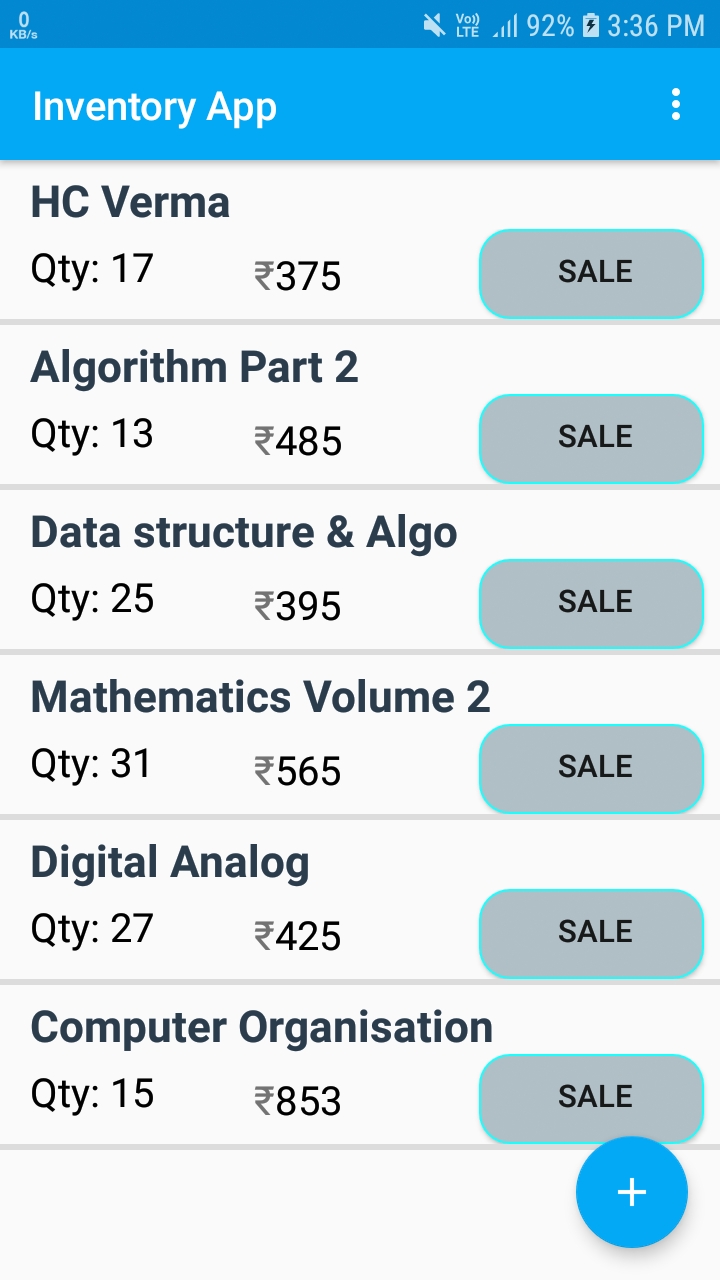 0
KB/s
Vo))
LTE
92%
3:36 PM
Inventory App
HC Verma
Qty: 17 ₹375 SALE
Algorithm Part 2
Qty: 13 ₹485 SALE
Data structure & Algo
Qty: 25 ₹395 SALE
Mathematics Volume 2
Qty: 31 ₹565 SALE
Digital Analog
Qty: 27 ₹425 SALE
Computer Organisation
Qty: 15 ₹853 SALE
+